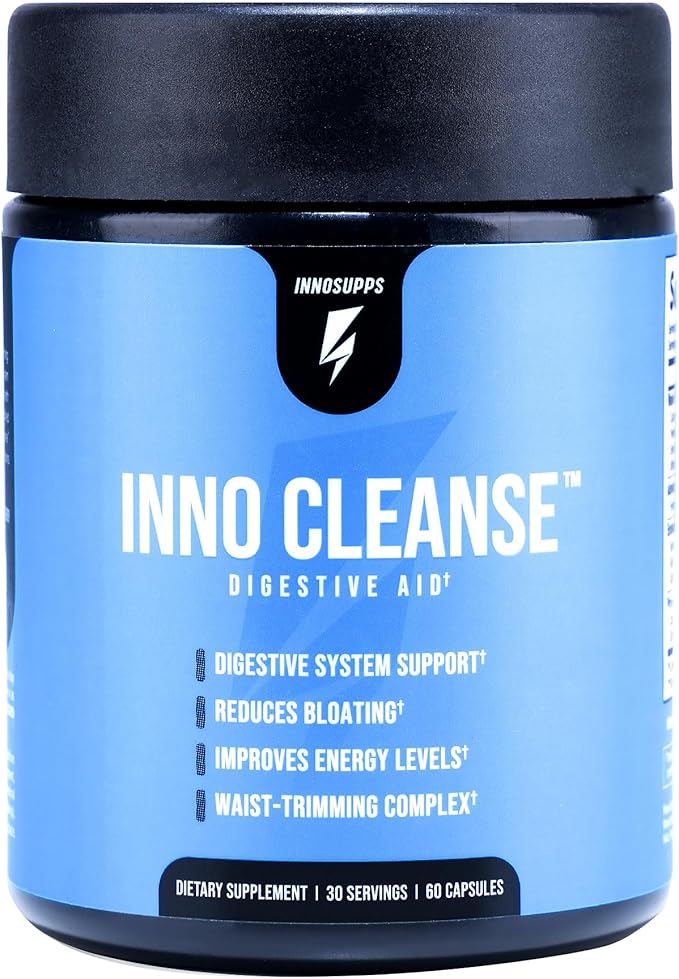 INNOSUPPS
INNO CLEANSE™
DIGESTIVE AID†
DIGESTIVE SYSTEM SUPPORT†
REDUCES BLOATING†
IMPROVES ENERGY LEVELS†
WAIST-TRIMMING COMPLEX†
DIETARY SUPPLEMENT | 30 SERVINGS | 60 CAPSULES